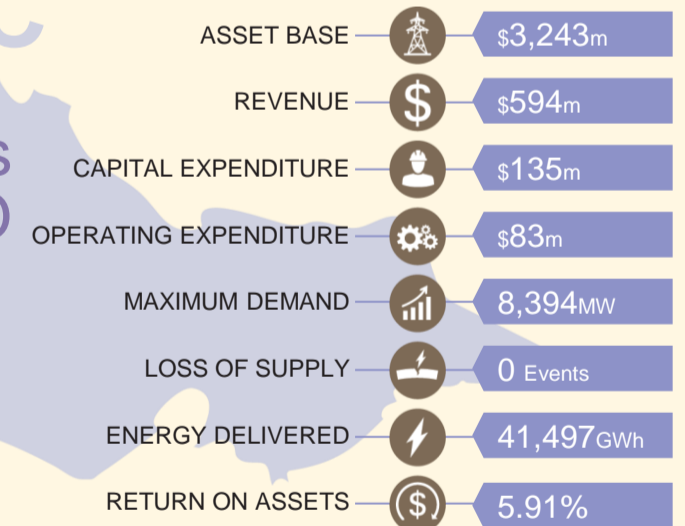 ASSET BASE $3,243m
REVENUE $594m
CAPITAL EXPENDITURE $135m
OPERATING EXPENDITURE $83m
MAXIMUM DEMAND 8,394MW
LOSS OF SUPPLY 0 Events
ENERGY DELIVERED 41,497GWh
RETURN ON ASSETS 5.91%